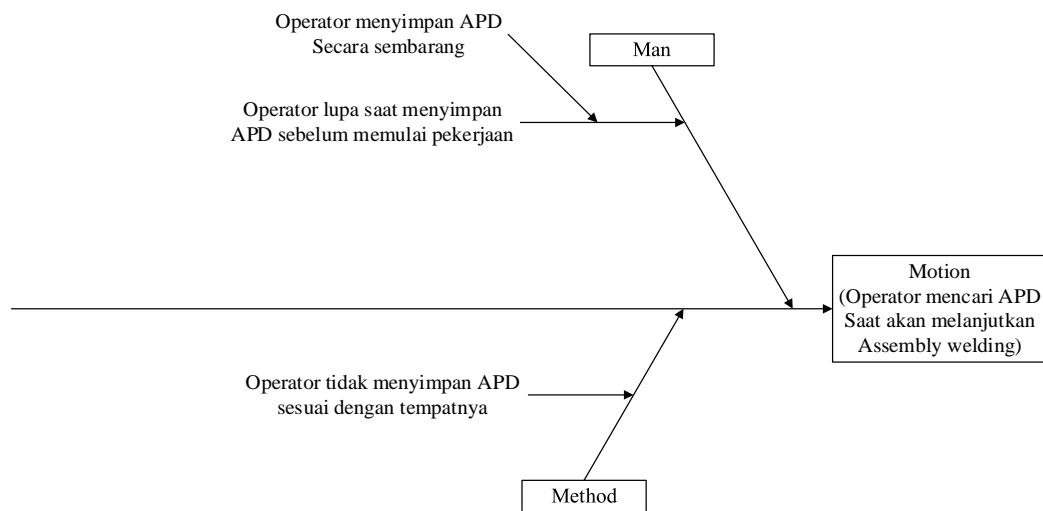 Operator menyimpan APD
Secara sembarang
Man
Operator lupa saat menyimpan
APD sebelum memulai pekerjaan
Motion
(Operator mencari APD
Saat akan melanjutkan
Assembly welding)
Operator tidak menyimpan APD
sesuai dengan tempatnya
Method